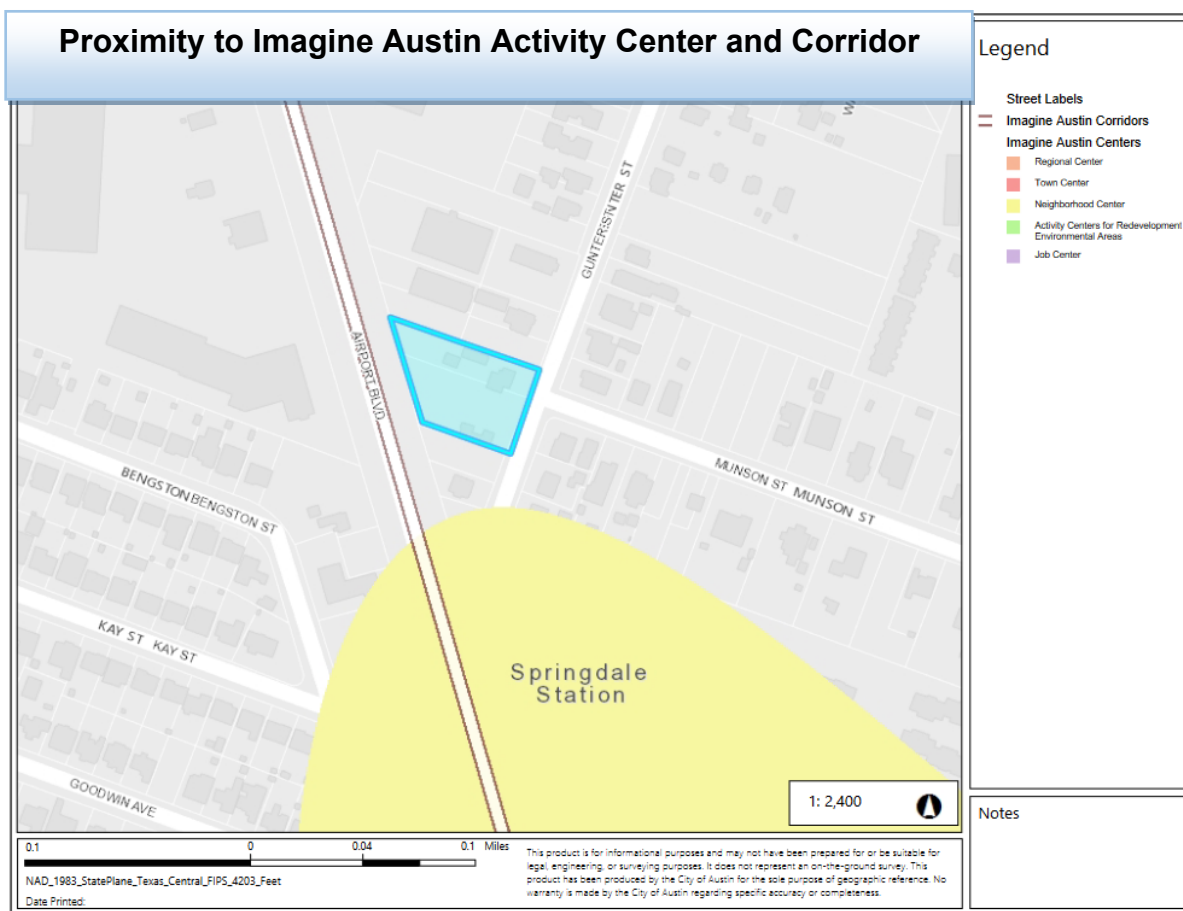 Proximity to Imagine Austin Activity Center and Corridor
Legend
Street Labels
Imagine Austin Corridors
Imagine Austin Centers
Regional Center
Town Center
Neighborhood Center
Activity Centers for Redevelopment
Environmental Areas
Job Center
GUNTERSTNTER ST
AIRPORT BLVD
BENGSTON BENGSTON ST
MUNSON ST MUNSON ST
KAY ST KAY ST
Springdale
Station
GOODWIN AVE
1: 2,400
Notes
0.1 0 0.04 0.1 Miles
NAD_1983_StatePlane_Texas_Central_FIPS_4203_Feet
Date Printed:
This product is for informational purposes and may not have been prepared for or be suitable for
legal, engineering, or surveying purposes. It does not represent an on-the-ground survey. This
product has been produced by the City of Austin for the sole purpose of geographic reference. No
warranty is made by the City of Austin regarding specific accuracy or completeness.